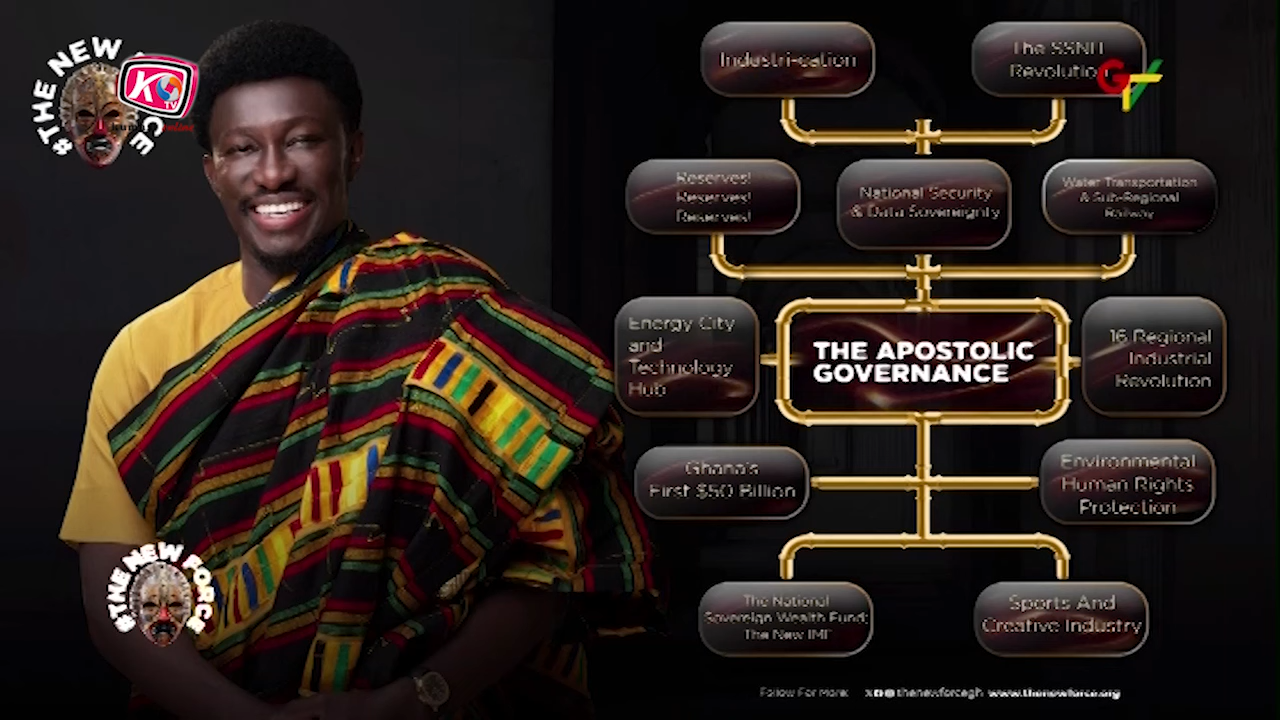 #THE NEW FORCE
K TV
online
GTV
Industri-cation
The SSNIT
Revolution
Reserves!
Reserves!
Reserves!
National Security
& Data Sovereignty
Water Transportation
& Sub-Regional
Railway
Energy City
and
Technology
Hub
THE APOSTOLIC
GOVERNANCE
16 Regional
Industrial
Revolution
Ghana's
First $50 Billion
Environmental
Human Rights
Protection
The National
Sovereign Wealth Fund;
The New IMF
Sports And
Creative Industry
#THE NEW FORCE
Follow For More: thenewforcegh www.thenewforce.org